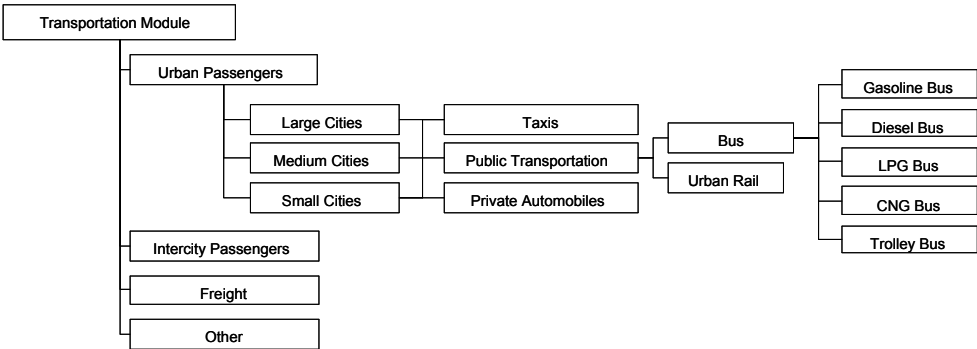 Transportation Module
Urban Passengers
Large Cities
Medium Cities
Small Cities
Taxis
Public Transportation
Private Automobiles
Bus
Urban Rail
Gasoline Bus
Diesel Bus
LPG Bus
CNG Bus
Trolley Bus
Intercity Passengers
Freight
Other